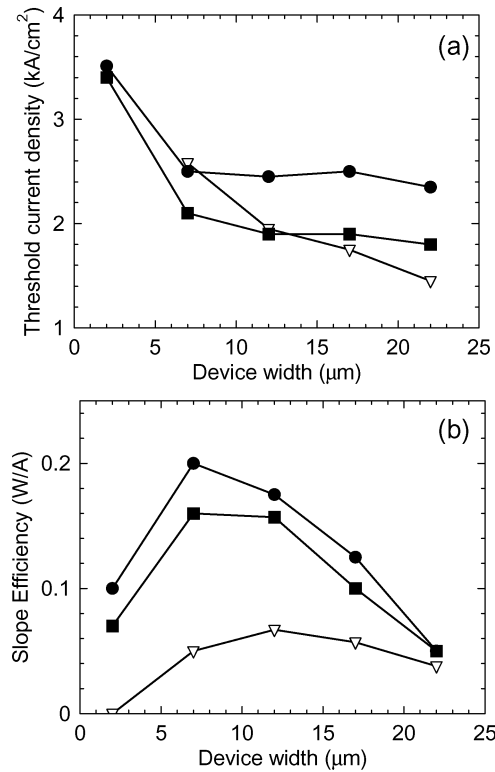 (a)
Threshold current density (kA/cm²)
4
3
2
1
0 5 10 15 20 25
Device width (μm)
(b)
Slope Efficiency (W/A)
0.2
0.1
0
0 5 10 15 20 25
Device width (μm)